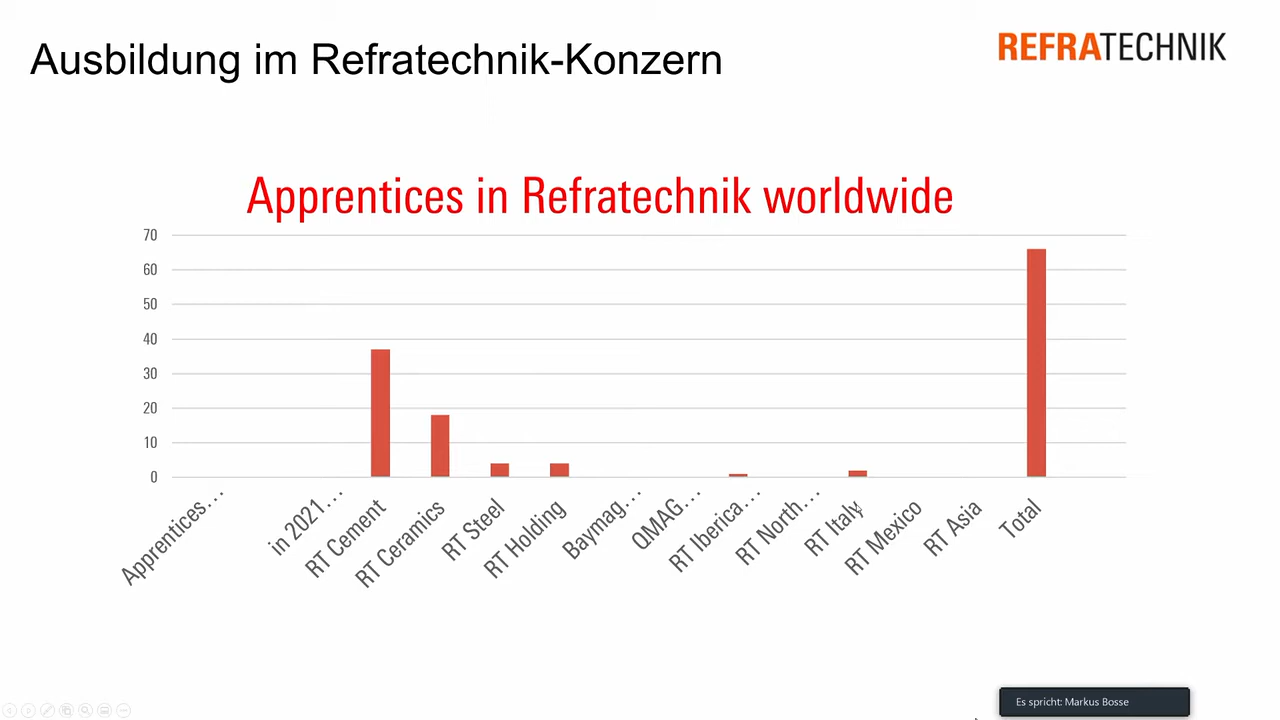 Ausbildung im Refratechnik-Konzern
REFRATECHNIK
Apprentices in Refratechnik worldwide
70
60
50
40
30
20
10
0
Apprentices…
in 2021…
RT Cement
RT Ceramics
RT Steel
RT Holding
Baymag…
QMAG…
RT Iberica…
RT North…
RT Italy
RT Mexico
RT Asia
Total
Es spricht: Markus Bosse